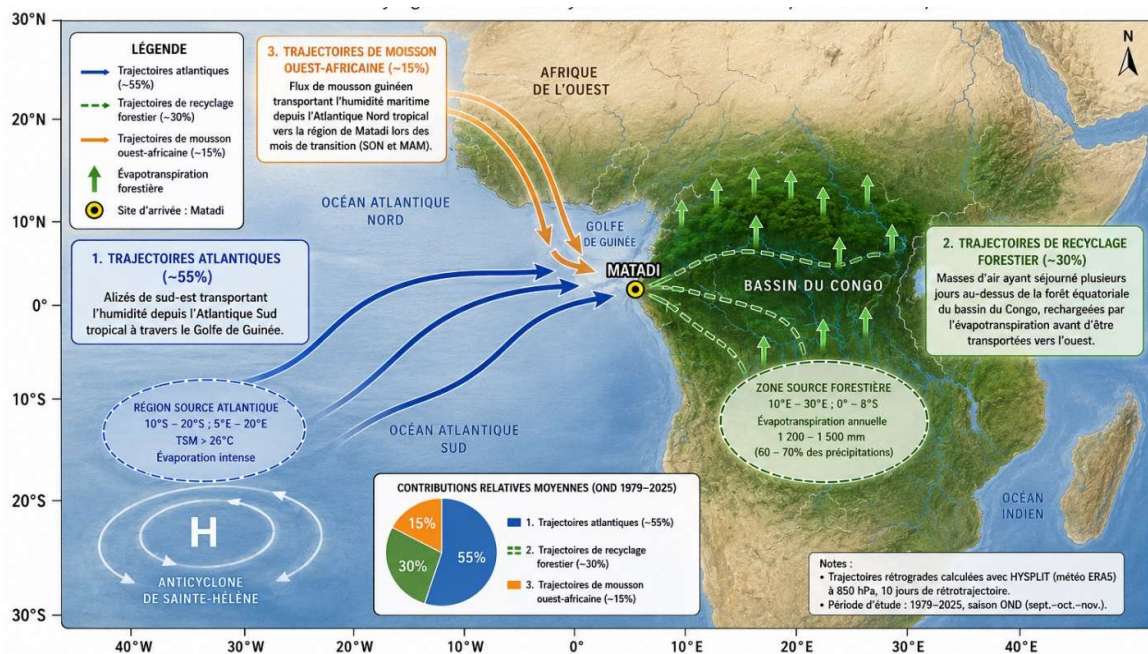 30°N
20°N
10°N
0°
10°S
20°S
30°S
LÉGENDE
Trajectoires atlantiques
(~55%)
Trajectoires de recyclage
forestier (~30%)
Trajectoires de mousson
ouest-africaine (~15%)
Évapotranspiration
forestière
Site d'arrivée : Matadi
3. TRAJECTOIRES DE MOISSON
OUEST-AFRICAINE (~15%)
Flux de mousson guinéen
transportant l'humidité maritime
depuis l'Atlantique Nord tropical
vers la région de Matadi lors des
mois de transition (SON et MAM).
AFRIQUE
DE L'OUEST
N
OCÉAN ATLANTIQUE
NORD
GOLFE
DE GUINÉE
1. TRAJECTOIRES ATLANTIQUES
(~55%)
Alizés de sud-est transportant
l'humidité depuis l'Atlantique Sud
tropical à travers le Golfe de Guinée.
MATADI
BASSIN DU CONGO
2. TRAJECTOIRES DE RECYCLAGE
FORESTIER (~30%)
Masses d'air ayant séjourné plusieurs
jours au-dessus de la forêt équatoriale
du bassin du Congo, rechargeées par
l'évapotranspiration avant d'être
transportées vers l'ouest.
RÉGION SOURCE ATLANTIQUE
10°S – 20°S ; 5°E – 20°E
TSM > 26°C
Évaporation intense
OCÉAN ATLANTIQUE
SUD
ZONE SOURCE FORESTIÈRE
10°E – 30°E ; 0° – 8°S
Évapotranspiration annuelle
1 200 – 1 500 mm
(60 – 70% des précipitations)
H
ANTICYCLONE
DE SAINTE-HÉLÈNE
CONTRIBUTIONS RELATIVES MOYENNES (OND 1979–2025)
15%
30%
55%
1. Trajectoires atlantiques (~55%)
2. Trajectoires de recyclage
forestier (~30%)
3. Trajectoires de mousson
ouest-africaine (~15%)
OCÉAN
INDIEN
Notes :
• Trajectoires rétrogrades calculées avec HYSPLIT (météo ERA5)
à 850 hPa, 10 jours de rétrotrajectoire.
• Période d'étude : 1979–2025, saison OND (sept.–oct.–nov.).
40°W
30°W
20°W
10°W
0°
10°E
20°E
30°E
40°E